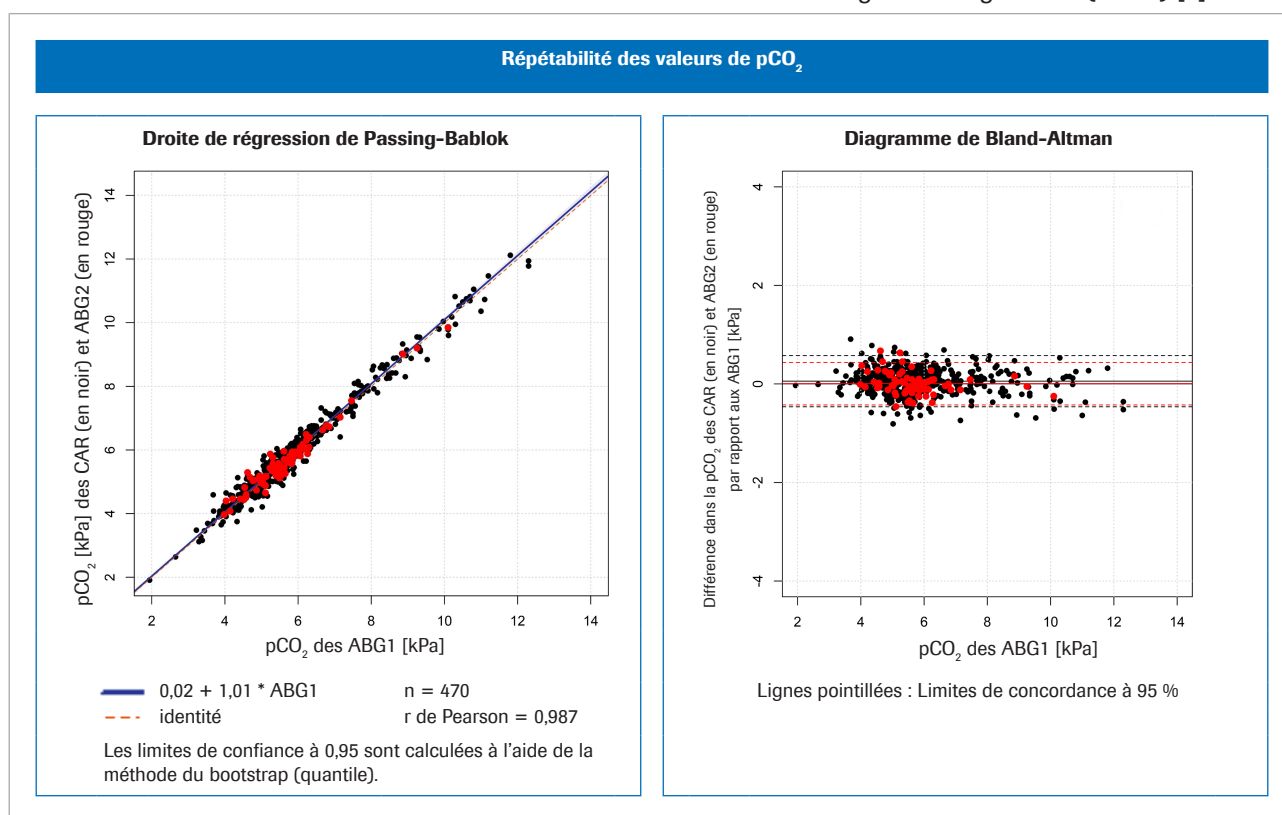 Répétabilité des valeurs de pCO₂
Droite de régression de Passing-Bablok
pCO₂ [kPa] des CAR (en noir) et ABG2 (en rouge)
14
12
10
8
6
4
2
2 4 6 8 10 12 14
pCO₂ des ABG1 [kPa]
0,02 + 1,01 * ABG1 n = 470
identité r de Pearson = 0,987
Les limites de confiance à 0,95 sont calculées à l'aide de la
méthode du bootstrap (quantile).
Diagramme de Bland-Altman
Différence dans la pCO₂ des CAR (en noir) et ABG2 (en rouge)
par rapport aux ABG1 [kPa]
4
2
0
-2
-4
2 4 6 8 10 12 14
pCO₂ des ABG1 [kPa]
Lignes pointillées : Limites de concordance à 95 %